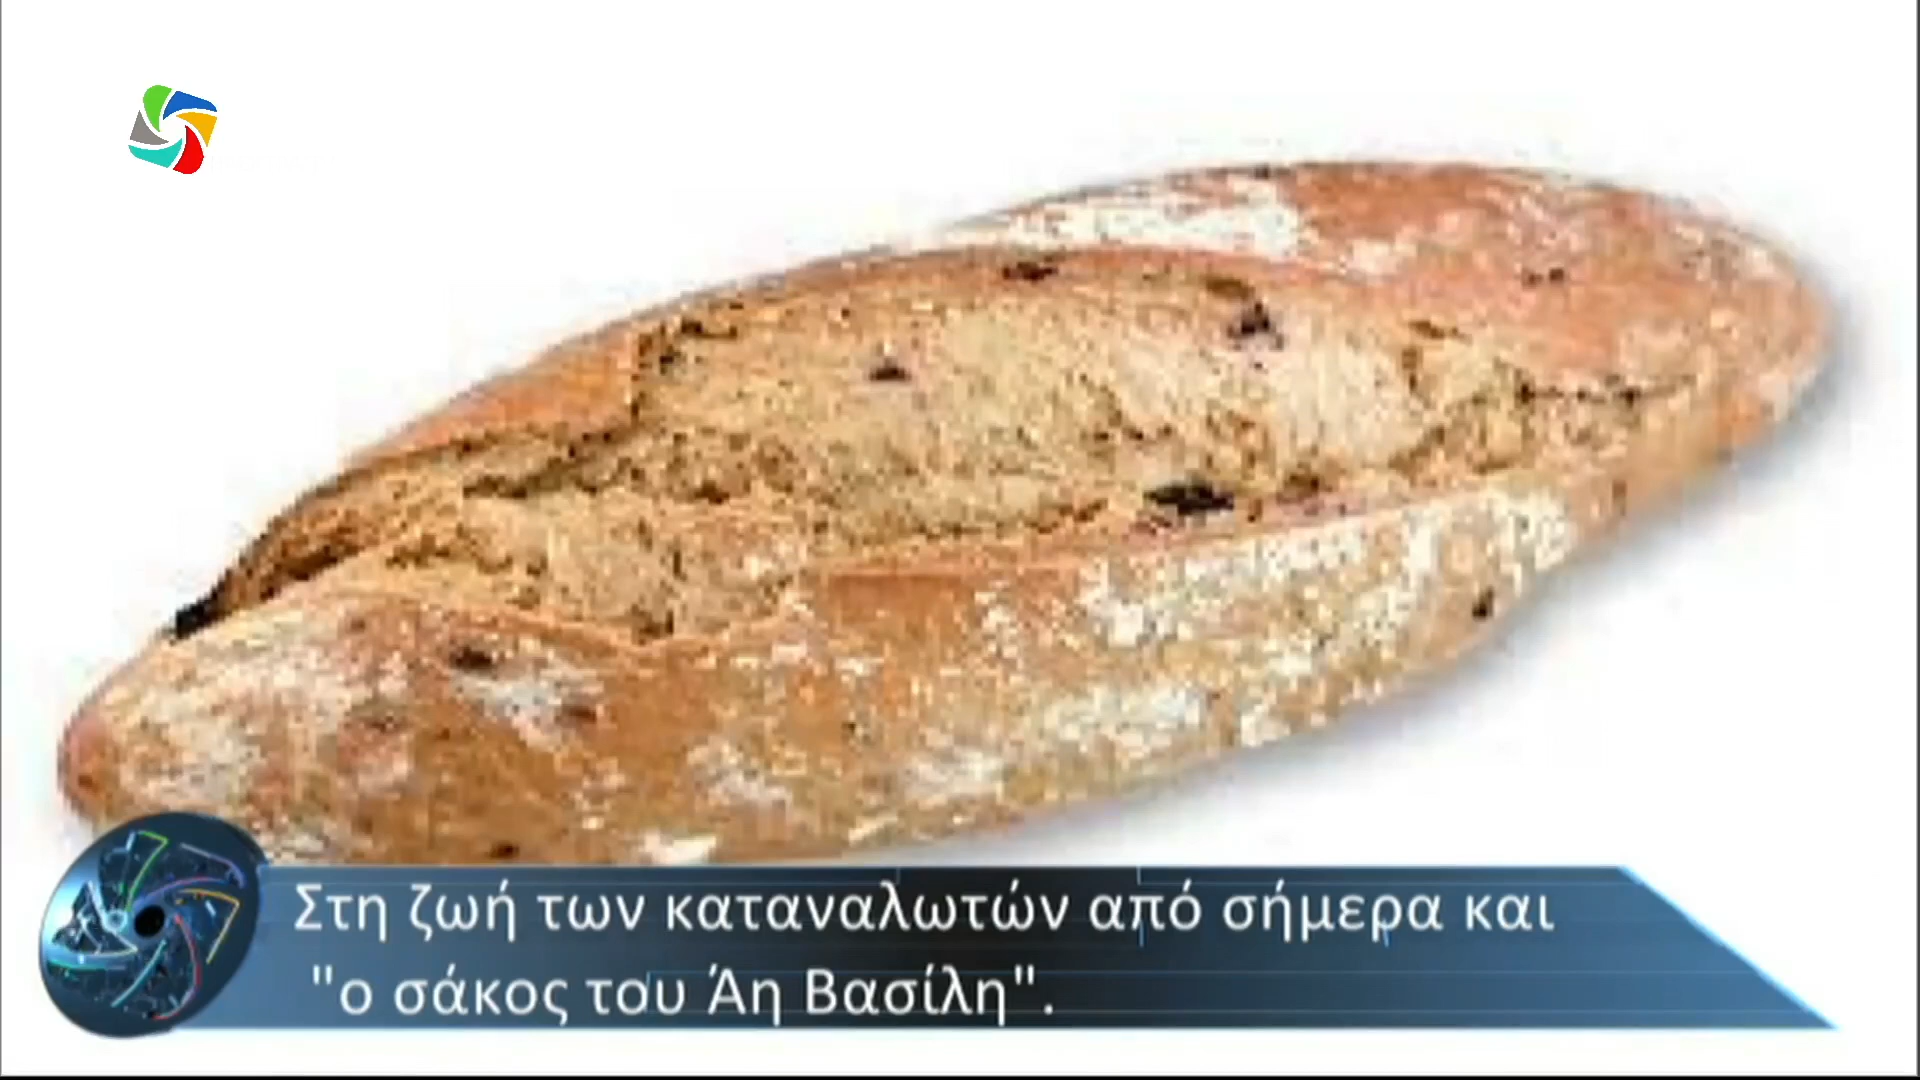 Στη ζωή των καταναλωτών από σήμερα και
"ο σάκος του Άη Βασίλη".